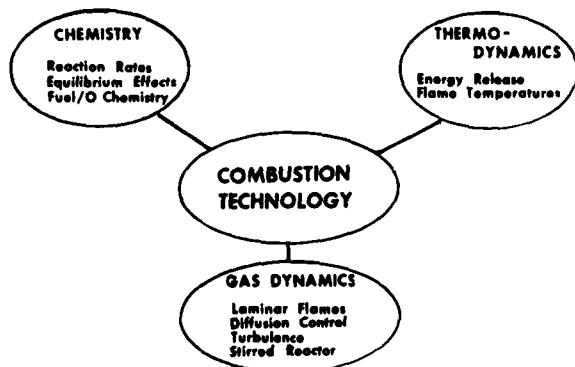 CHEMISTRY
Reaction Rates
Equilibrium Effects
Fuel/O Chemistry
THERMO-
DYNAMICS
Energy Release
Flame Temperatures
COMBUSTION
TECHNOLOGY
GAS DYNAMICS
Laminar Flames
Diffusion Control
Turbulence
Stirred Reactor